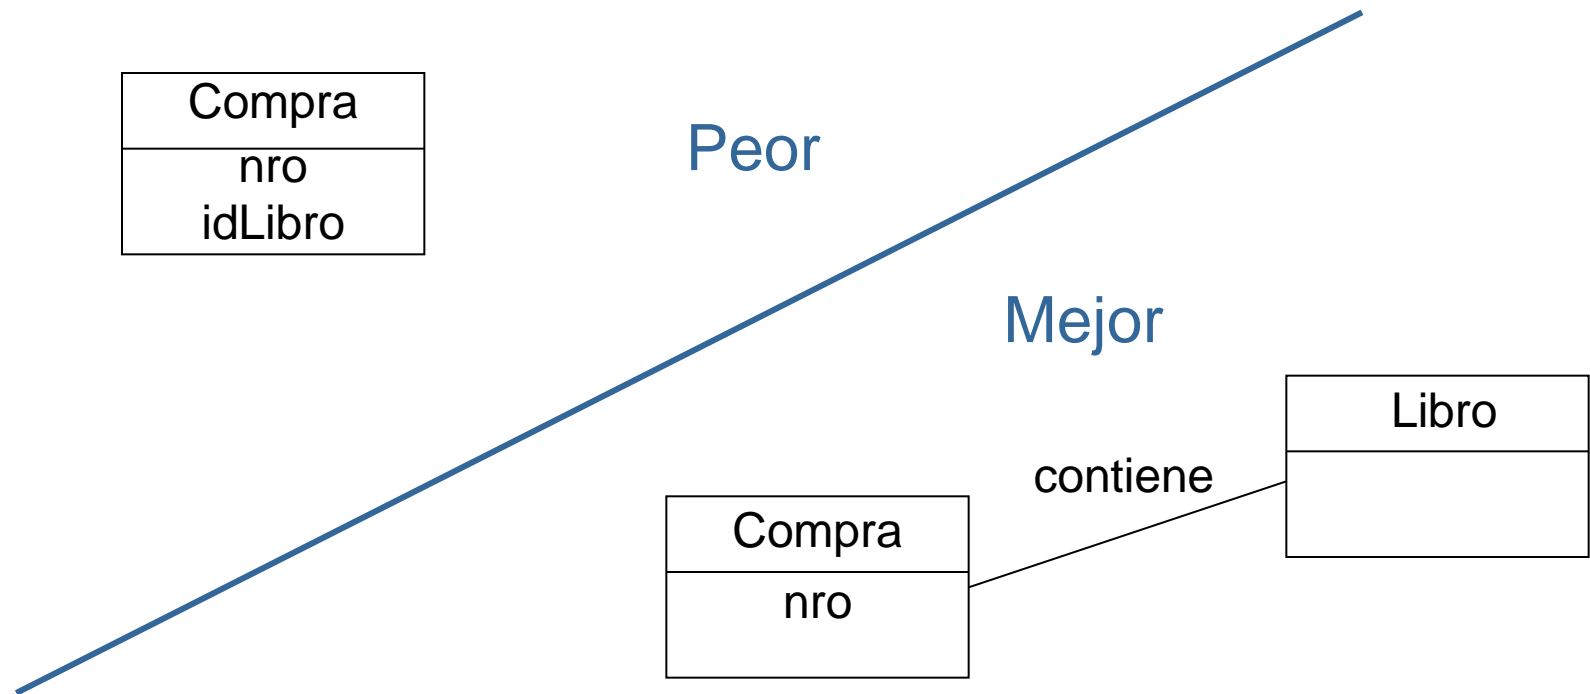 Compra
nro
idLibro
Peor
Mejor
Libro
contiene
Compra
nro